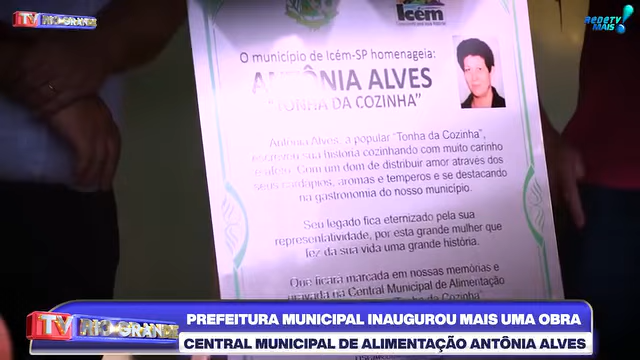 TV RIO GRANDE
REDETV
MAIS!
Icém
O município de Icém-SP homenageia:
ANTÔNIA ALVES
"TONHA DA COZINHA"
Antônia Alves, a popular "Tonha da Cozinha",
escreveu sua história cozinhando com muito carinho
e afeto. Com um dom de distribuir amor através dos
seus cardápios, aromas e temperos e se destacando
na gastronomia do nosso município.
Seu legado fica eternizado pela sua
representatividade, por esta grande mulher que
fez da sua vida uma grande história.
Que ficará marcada em nossas memórias e
gravada na Central Municipal de Alimentação
"Tonha da Cozinha"
TV RIO GRANDE
PREFEITURA MUNICIPAL INAUGUROU MAIS UMA OBRA
CENTRAL MUNICIPAL DE ALIMENTAÇÃO ANTÔNIA ALVES